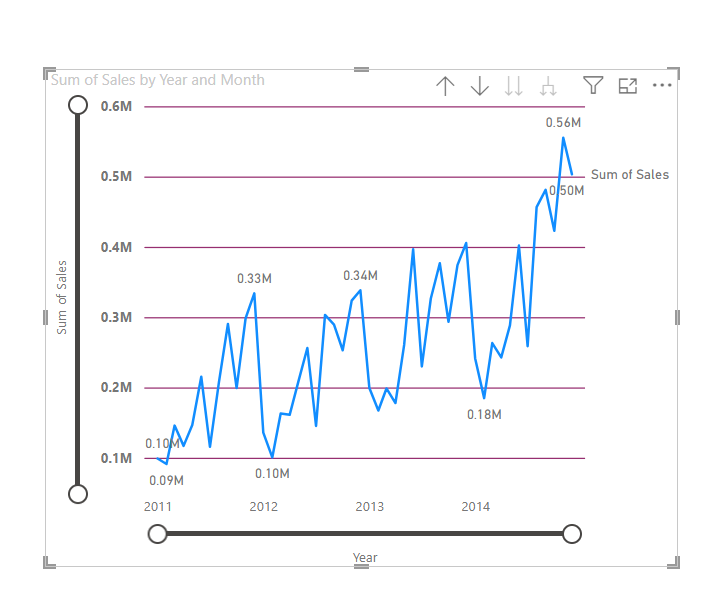 Sum of Sales by Year and Month
0.6M
0.56M
0.5M
Sum of Sales
0.50M
0.4M
0.34M
0.33M
0.3M
Sum of Sales
0.2M
0.18M
0.10M
0.1M
0.10M
0.09M
2011 2012 2013 2014
Year